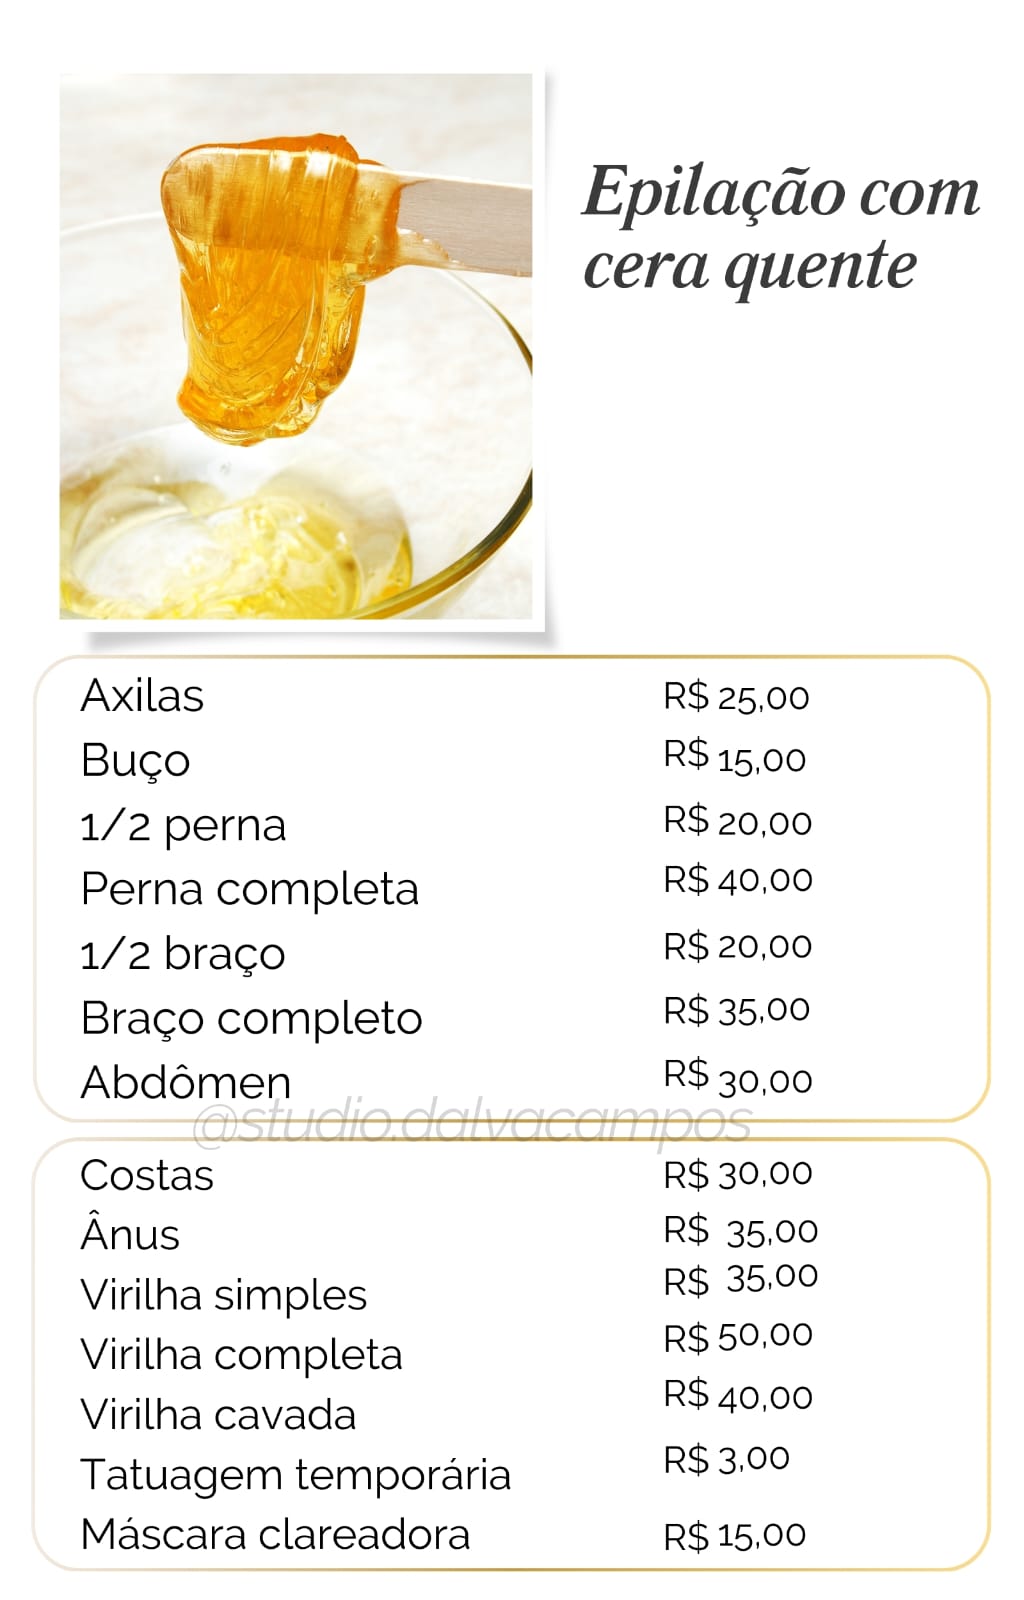 Epilação com
cera quente
Axilas R$ 25,00
Buço R$ 15,00
1/2 perna R$ 20,00
Perna completa R$ 40,00
1/2 braço R$ 20,00
Braço completo R$ 35,00
Abdômen R$ 30,00
@studio.dalvacampos
Costas R$ 30,00
Ânus R$ 35,00
Virilha simples R$ 35,00
Virilha completa R$ 50,00
Virilha cavada R$ 40,00
Tatuagem temporária R$ 3,00
Máscara clareadora R$ 15,00